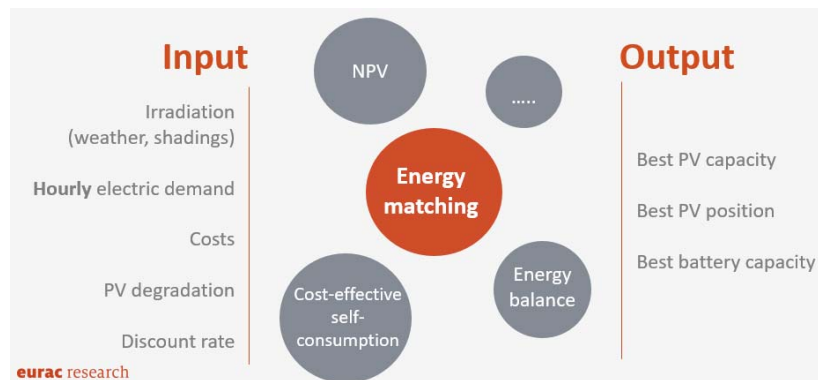 Input
Irradiation
(weather, shadings)
Hourly electric demand
Costs
PV degradation
Discount rate
NPV
.....
Energy
matching
Cost-effective
self-
consumption
Energy
balance
Output
Best PV capacity
Best PV position
Best battery capacity
eurac research